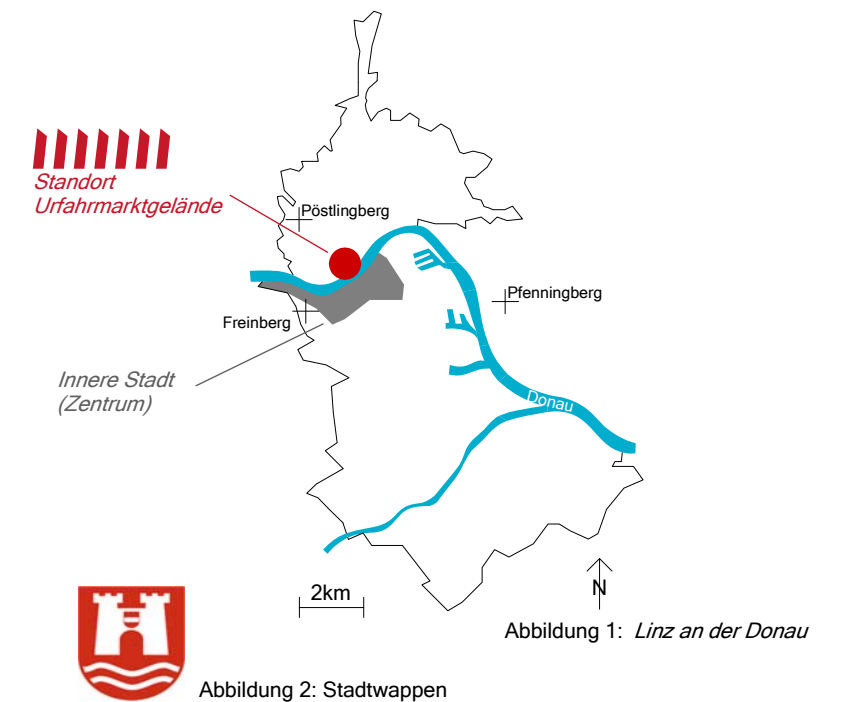 Standort
Urfahrmarktgelände
Pöstlingberg
Pfenningberg
Freinberg
Innere Stadt
(Zentrum)
Donau
2km
N
Abbildung 1: Linz an der Donau
Abbildung 2: Stadtwappen